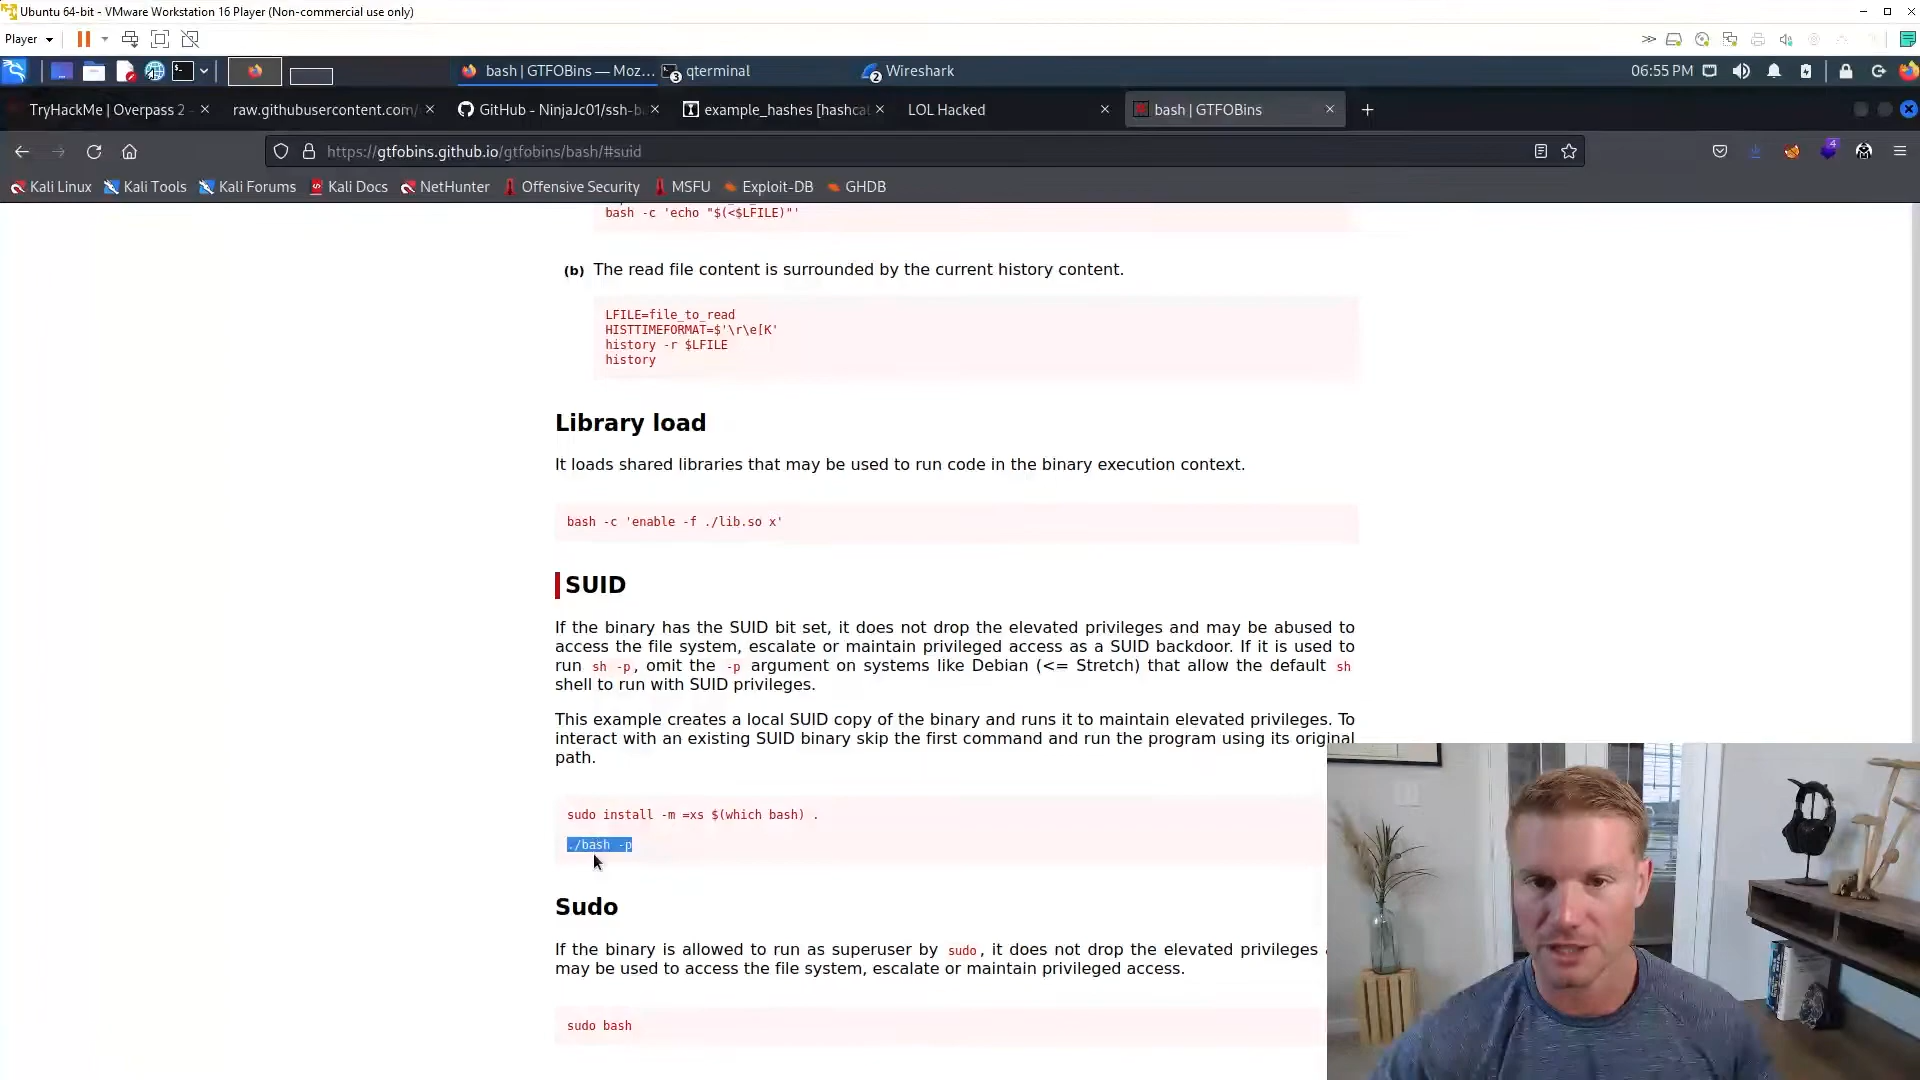 Ubuntu 64-bit - VMware Workstation 16 Player (Non-commercial use only)
Player
bash | GTFOBins — Moz...
3 qterminal
2 Wireshark
06:55 PM
TryHackMe | Overpass 2 -
raw.githubusercontent.com/
GitHub - NinjaJc01/ssh-ba
example_hashes [hashcat
LOL Hacked
bash | GTFOBins
https://gtfobins.github.io/gtfobins/bash/#suid
4
Kali Linux
Kali Tools
Kali Forums
Kali Docs
NetHunter
Offensive Security
MSFU
Exploit-DB
GHDB
bash -c 'echo "$(<$LFILE)"'
(b) The read file content is surrounded by the current history content.
LFILE=file_to_read
HISTTIMEFORMAT=$'\r\e[K'
history -r $LFILE
history
Library load
It loads shared libraries that may be used to run code in the binary execution context.
bash -c 'enable -f ./lib.so x'
SUID
If the binary has the SUID bit set, it does not drop the elevated privileges and may be abused to
access the file system, escalate or maintain privileged access as a SUID backdoor. If it is used to
run sh -p, omit the -p argument on systems like Debian (<= Stretch) that allow the default sh
shell to run with SUID privileges.
This example creates a local SUID copy of the binary and runs it to maintain elevated privileges. To
interact with an existing SUID binary skip the first command and run the program using its original
path.
sudo install -m =xs $(which bash) .
./bash -p
Sudo
If the binary is allowed to run as superuser by sudo, it does not drop the elevated privileges
may be used to access the file system, escalate or maintain privileged access.
sudo bash